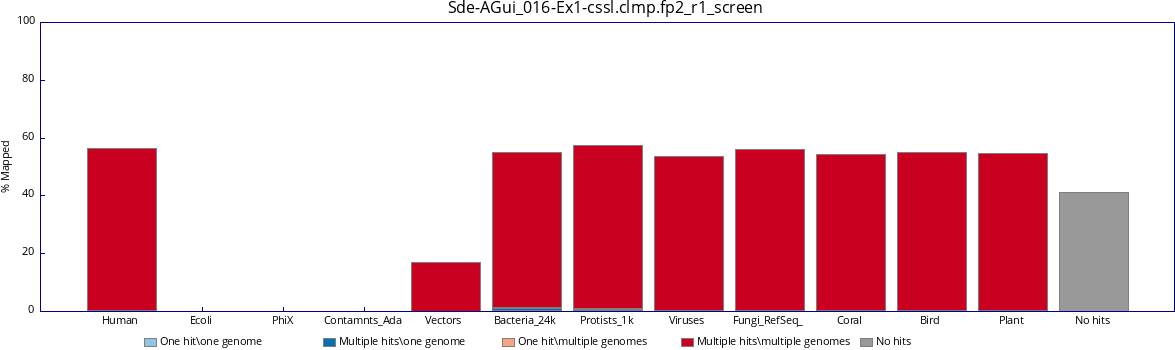 Sde-AGui_016-Ex1-cssl.clmp.fp2_r1_screen
100
80
60
40
20
0
% Mapped
Human Ecoli PhiX Contamnts_Ada Vectors Bacteria_24k Protists_1k Viruses Fungi_RefSeq_ Coral Bird Plant No hits
One hit\one genome Multiple hits\one genome One hit\multiple genomes Multiple hits\multiple genomes No hits